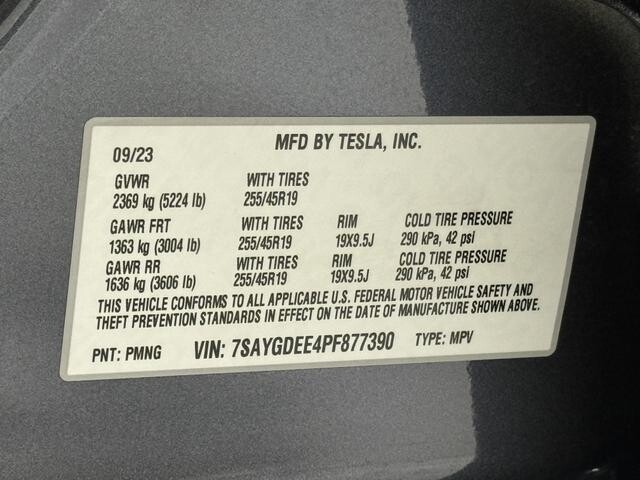 MFD BY TESLA, INC.
09/23
GVWR WITH TIRES
2369 kg (5224 lb) 255/45R19
GAWR FRT WITH TIRES RIM COLD TIRE PRESSURE
1363 kg (3004 lb) 255/45R19 19X9.5J 290 kPa, 42 psi
GAWR RR WITH TIRES RIM COLD TIRE PRESSURE
1636 kg (3606 lb) 255/45R19 19X9.5J 290 kPa, 42 psi
THIS VEHICLE CONFORMS TO ALL APPLICABLE U.S. FEDERAL MOTOR VEHICLE SAFETY AND
THEFT PREVENTION STANDARDS IN EFFECT ON THE DATE OF MANUFACTURE SHOWN ABOVE.
PNT: PMNG VIN: 7SAYGDEE4PF877390 TYPE: MPV